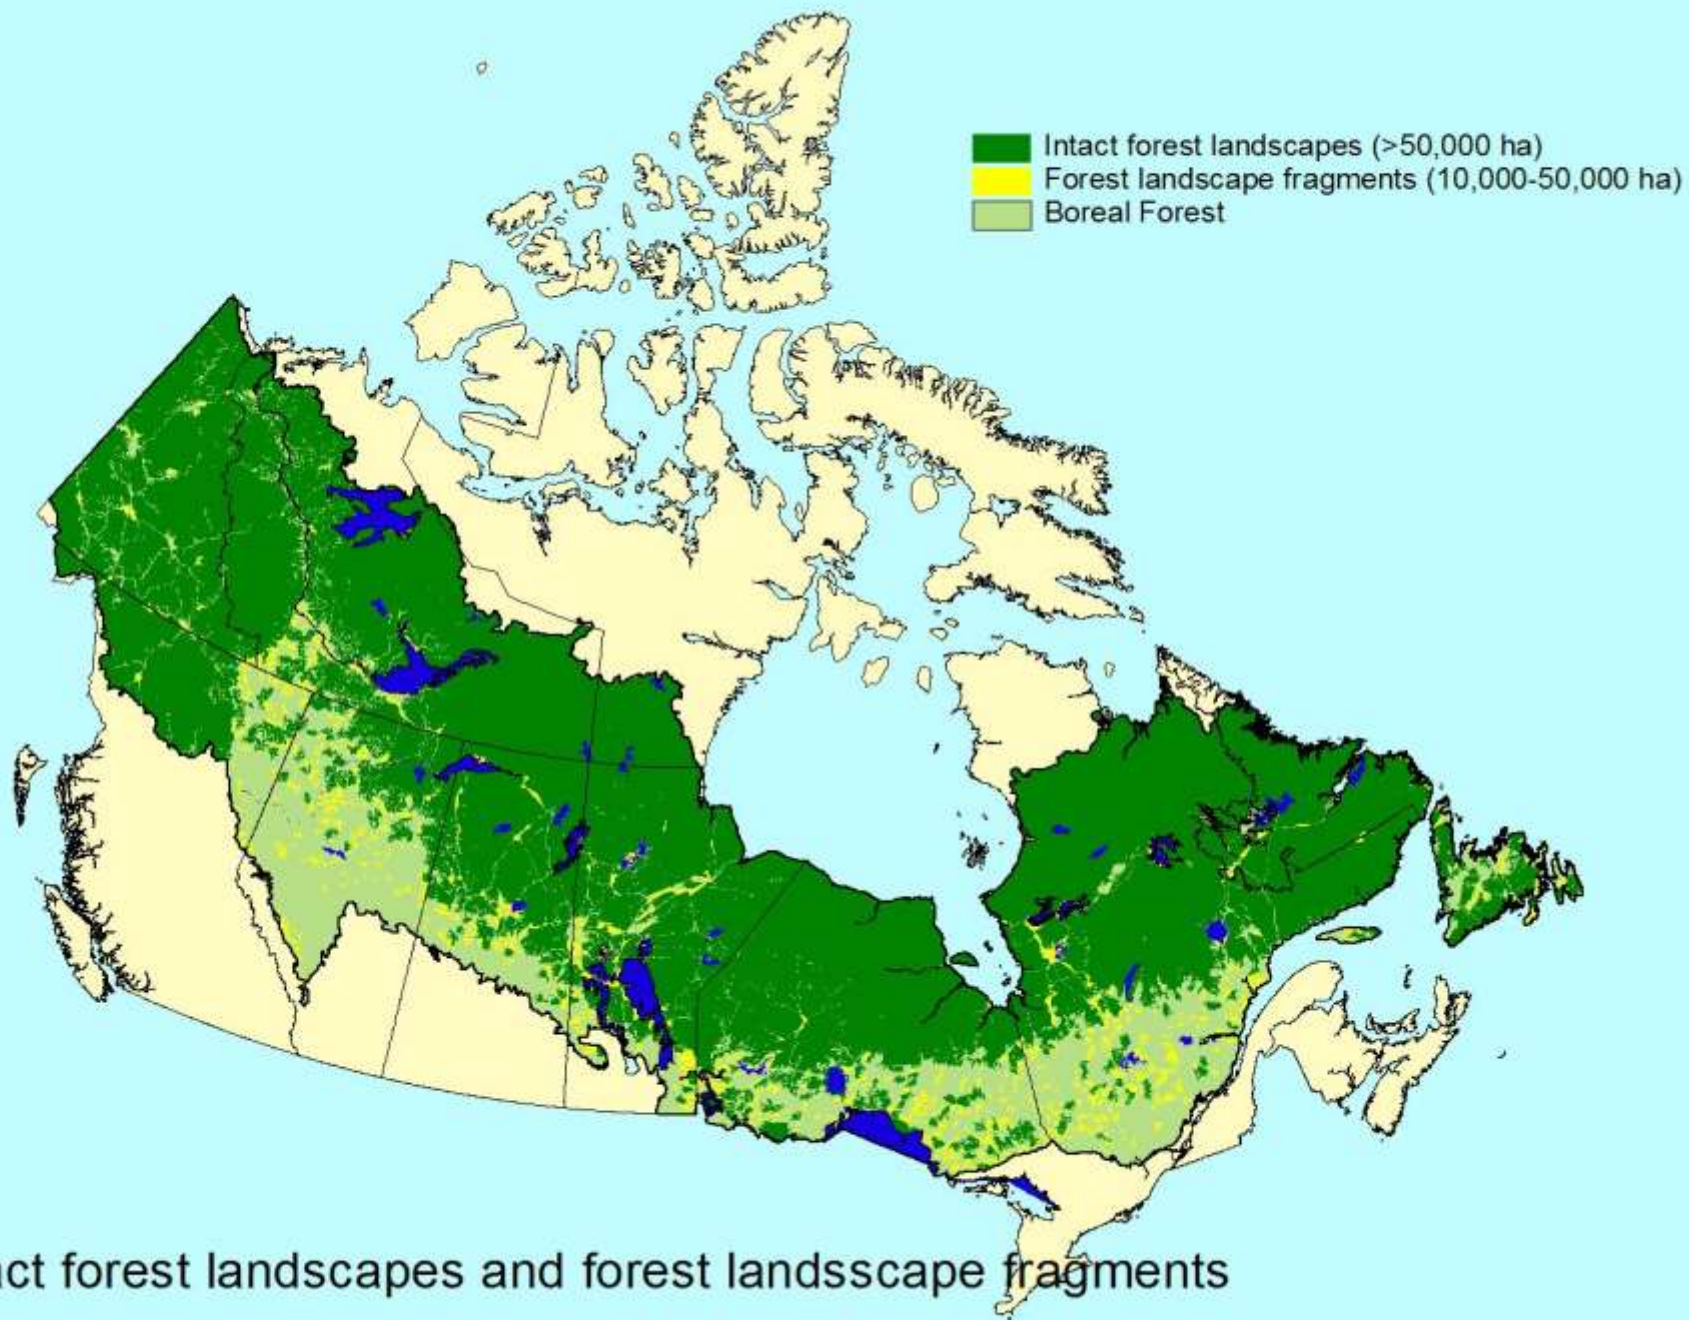 Intact forest landscapes (>50,000 ha)
Forest landscape fragments (10,000-50,000 ha)
Boreal Forest
act forest landscapes and forest landsscape fragments